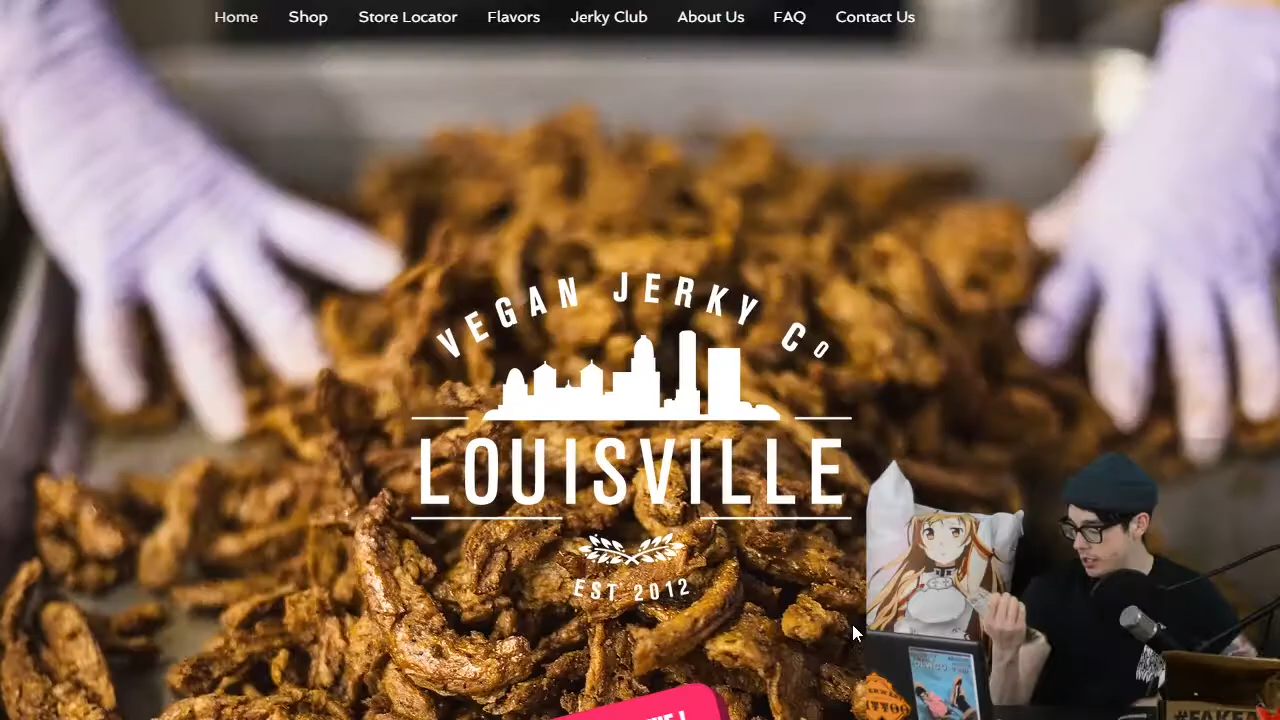 Home Shop Store Locator Flavors Jerky Club About Us FAQ Contact Us
VEGAN JERKY Co
LOUISVILLE
EST 2012